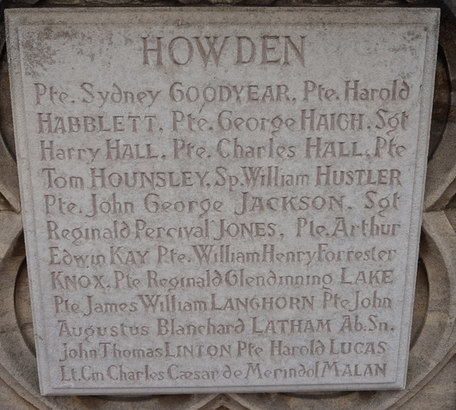 HOWDEN
Pte. Sydney GOODYEAR, Pte. Harold
HABBLETT, Pte. George HAIGH, Sgt
Harry HALL, Pte. Charles HALL, Pte
Tom HOUNSLEY, Sp. William HUSTLER
Pte. John George JACKSON, Sgt
Reginald Percival JONES, Pte. Arthur
Edwin KAY Pte. William Henry Forrester
KNOX, Pte Reginald Glendinning LAKE
Pte James William LANGHORN Pte John
Augustus Blanchard LATHAM Ab. Sn.
John Thomas LINTON Pte Harold LUCAS
Lt. Cm Charles Cæsar de Merindol MALAN